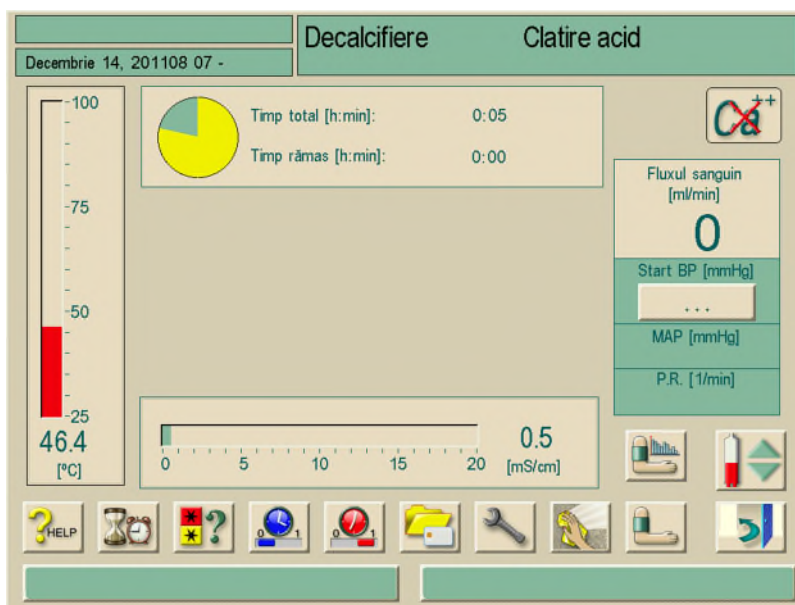 Decalcifiere Clatire acid
Decembrie 14, 201108 07 -
100
75
50
25
46.4
[ºC]
Timp total [h:min]: 0:05
Timp rămas [h:min]: 0:00
Ca++
Fluxul sanguin
[ml/min]
0
Start BP [mmHg]
...
MAP [mmHg]
P.R. [1/min]
0 5 10 15 20
0.5
[mS/cm]
?HELP
?
0 1
0 1